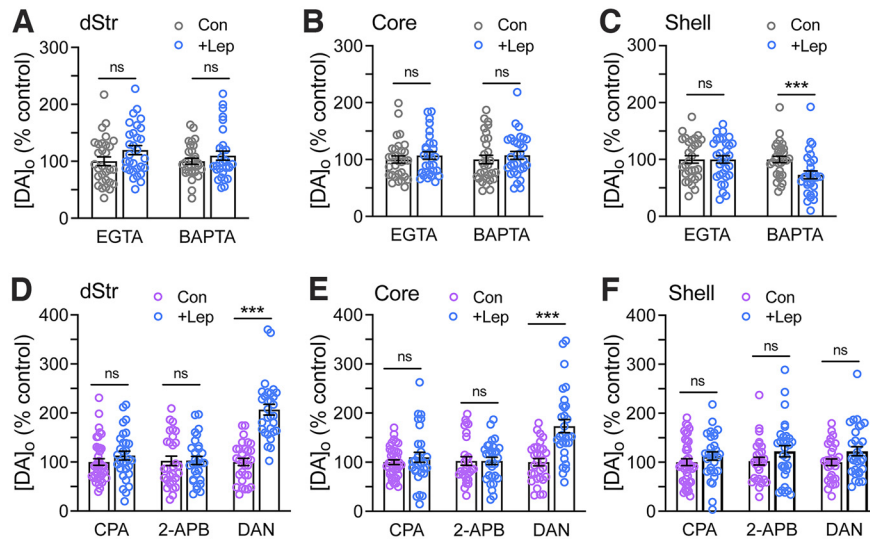 A dStr Con +Lep
[DA]o (% control)
300
200
100
0
ns ns
EGTA BAPTA
B Core Con +Lep
[DA]o (% control)
300
200
100
0
ns ns
EGTA BAPTA
C Shell Con +Lep
[DA]o (% control)
300
200
100
0
ns ***
EGTA BAPTA
D dStr Con +Lep
[DA]o (% control)
400
300
200
100
0
ns ns ***
CPA 2-APB DAN
E Core Con +Lep
[DA]o (% control)
400
300
200
100
0
ns ns ***
CPA 2-APB DAN
F Shell Con +Lep
[DA]o (% control)
400
300
200
100
0
ns ns ns
CPA 2-APB DAN